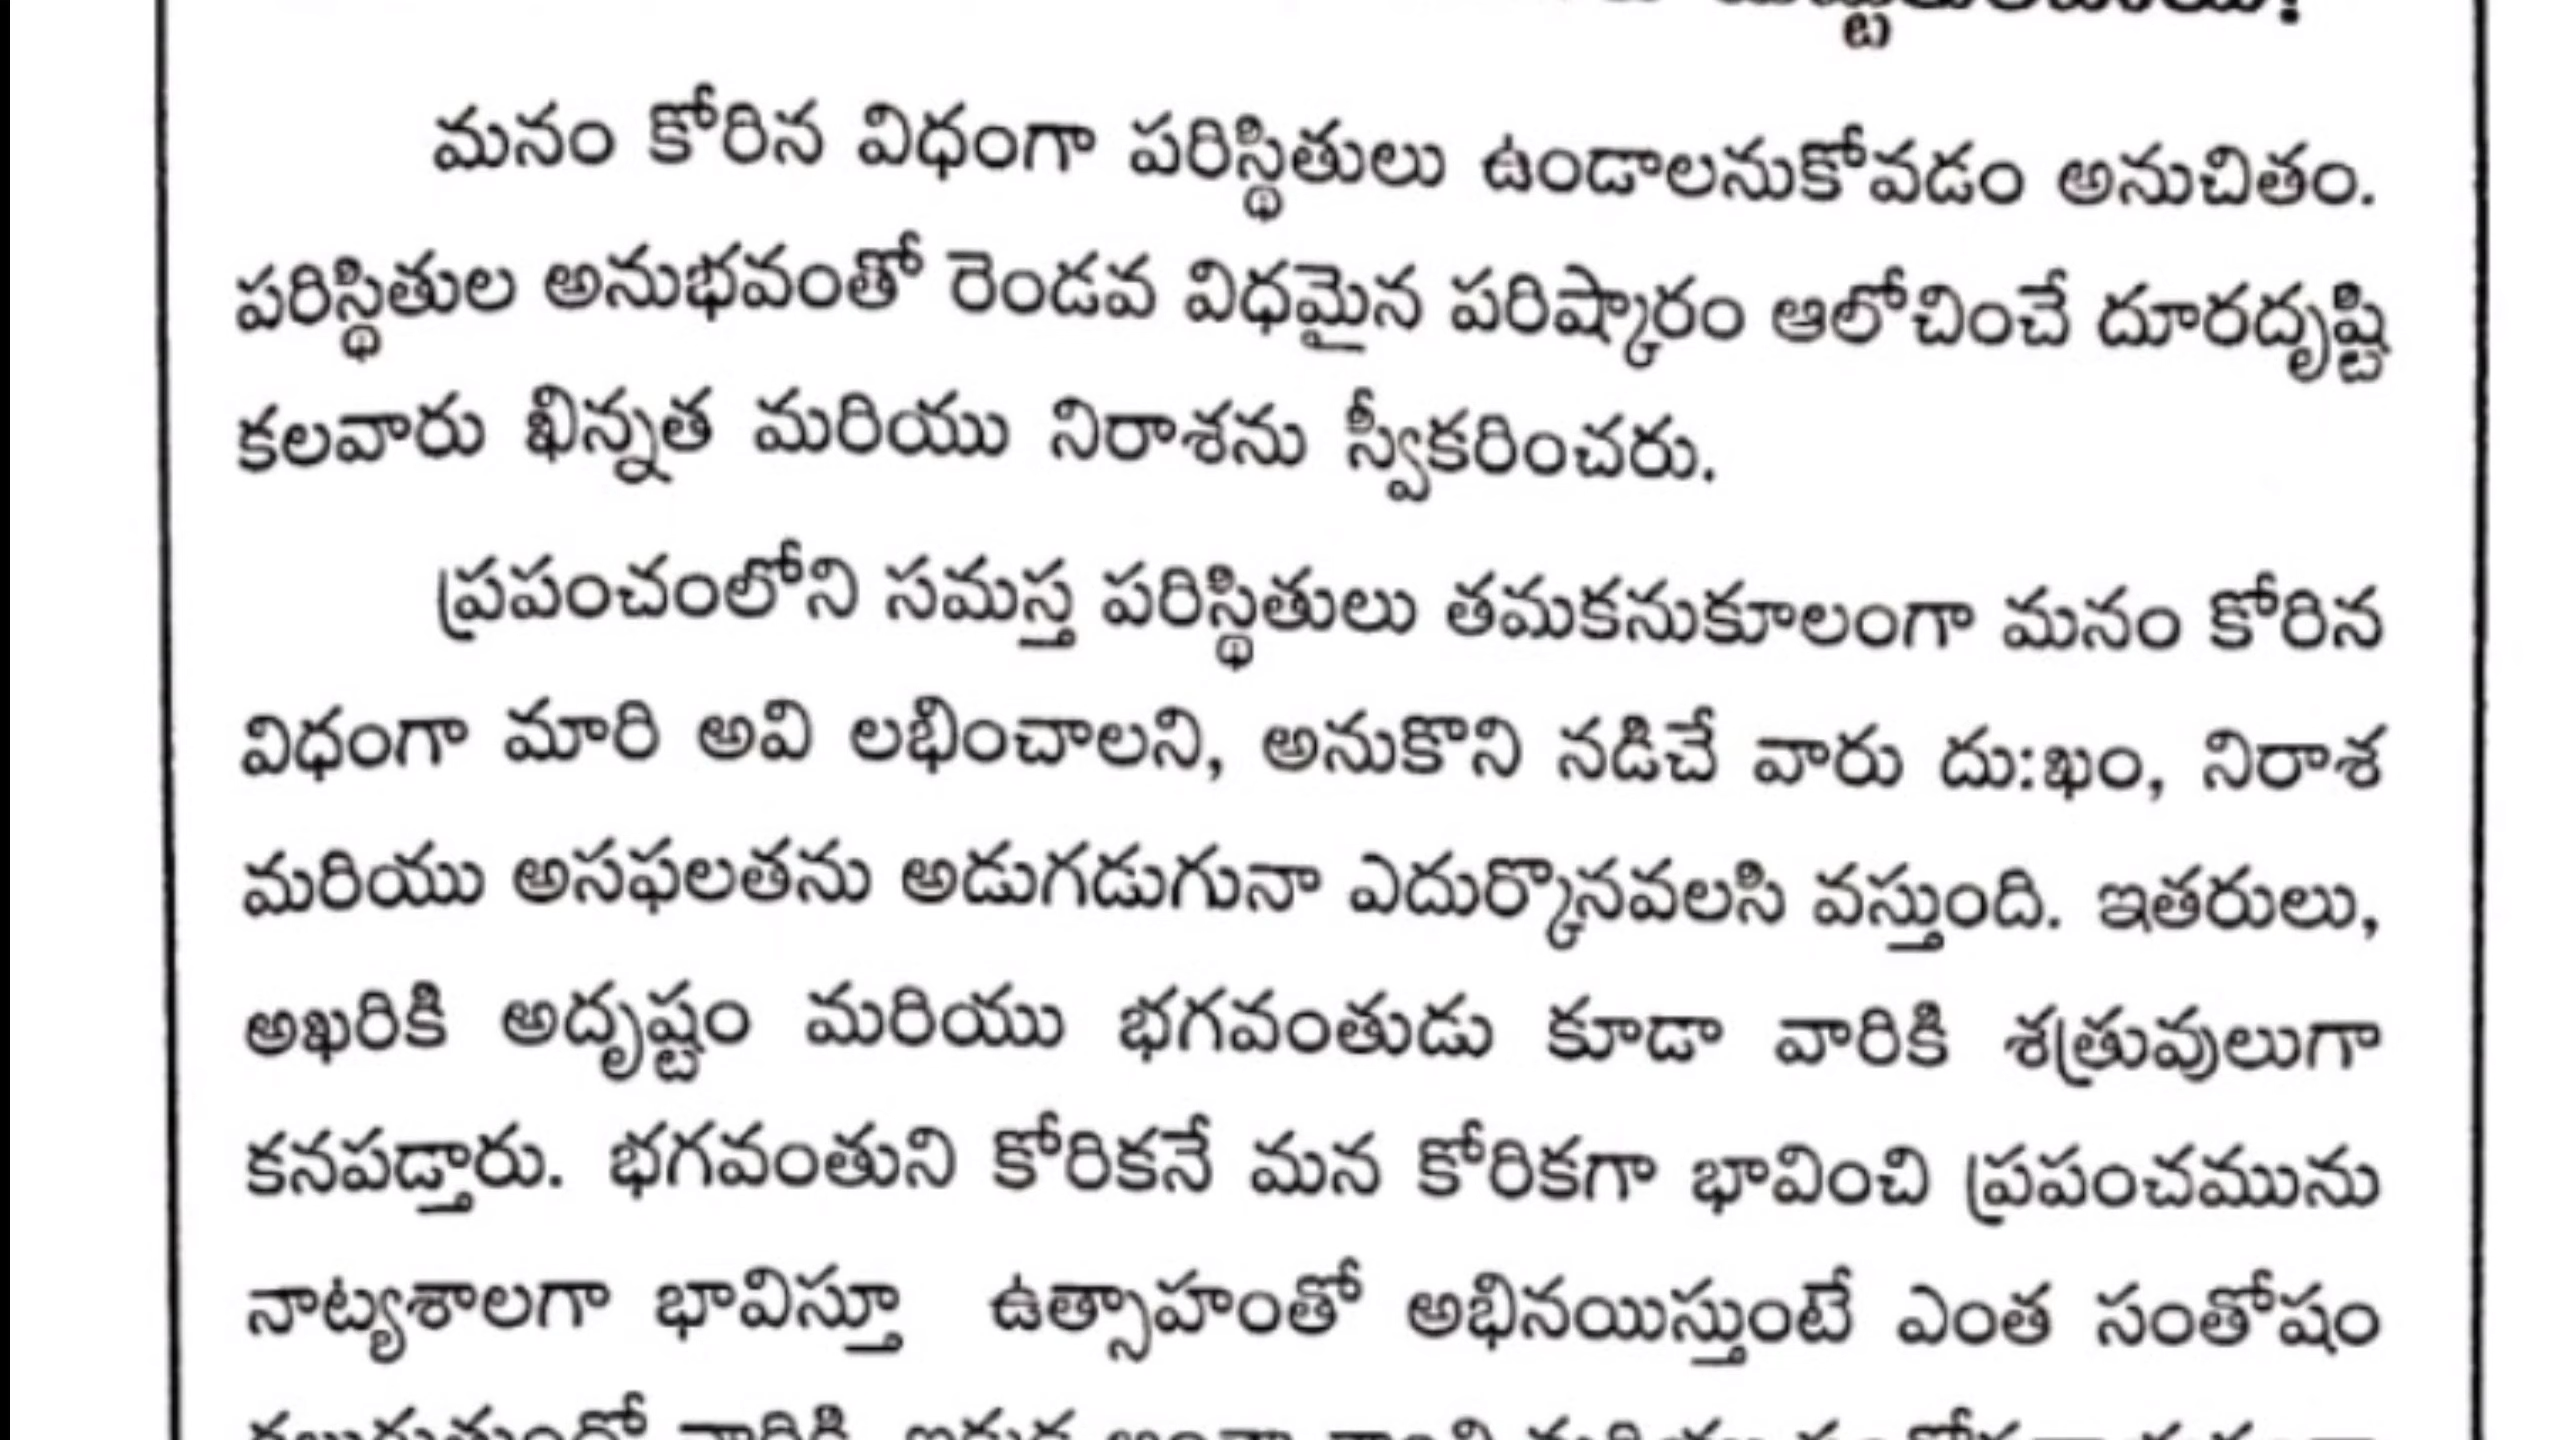 మనం కోరిన విధంగా పరిస్థితులు ఉండాలనుకోవడం అనుచితం.
పరిస్థితుల అనుభవంతో రెండవ విధమైన పరిష్కారం ఆలోచించే దూరదృష్టి
కలవారు ఖిన్నత మరియు నిరాశను స్వీకరించరు.
ప్రపంచంలోని సమస్త పరిస్థితులు తమకనుకూలంగా మనం కోరిన
విధంగా మారి అవి లభించాలని, అనుకొని నడిచే వారు దు:ఖం, నిరాశ
మరియు అసఫలతను అడుగడుగునా ఎదుర్కొనవలసి వస్తుంది. ఇతరులు,
అఖరికి అదృష్టం మరియు భగవంతుడు కూడా వారికి శత్రువులుగా
కనపడ్తారు. భగవంతుని కోరికనే మన కోరికగా భావించి ప్రపంచమును
నాట్యశాలగా భావిస్తూ ఉత్సాహంతో అభినయిస్తుంటే ఎంత సంతోషం